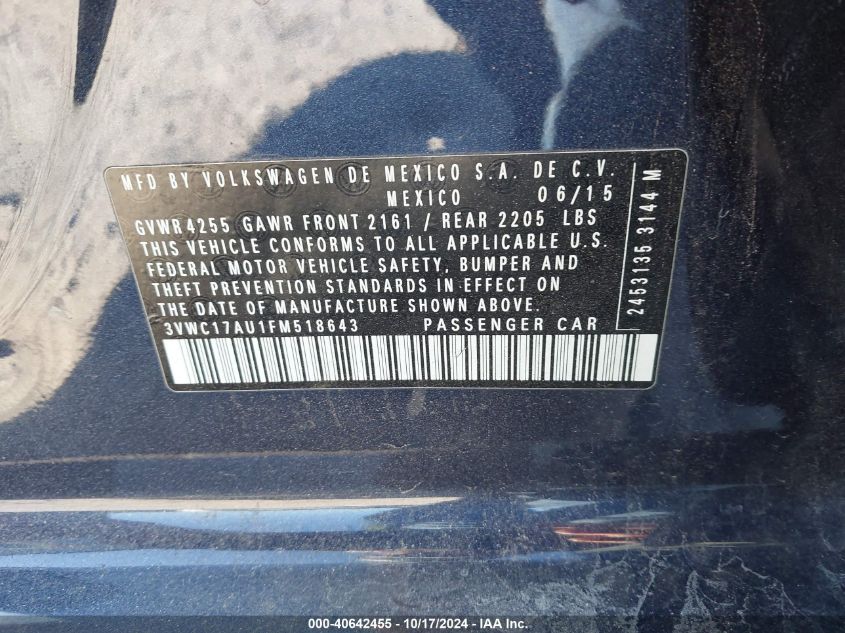 MFD BY VOLKSWAGEN DE MEXICO S.A. DE C.V.
MEXICO 06/15
GVWR 4255 GAWR FRONT 2161 / REAR 2205 LBS
THIS VEHICLE CONFORMS TO ALL APPLICABLE U.S.
FEDERAL MOTOR VEHICLE SAFETY, BUMPER AND
THEFT PREVENTION STANDARDS IN EFFECT ON
THE DATE OF MANUFACTURE SHOWN ABOVE.
3VWC17AU1FM518643 PASSENGER CAR
2453135 3144 M
000-40642455 - 10/17/2024 - IAA Inc.